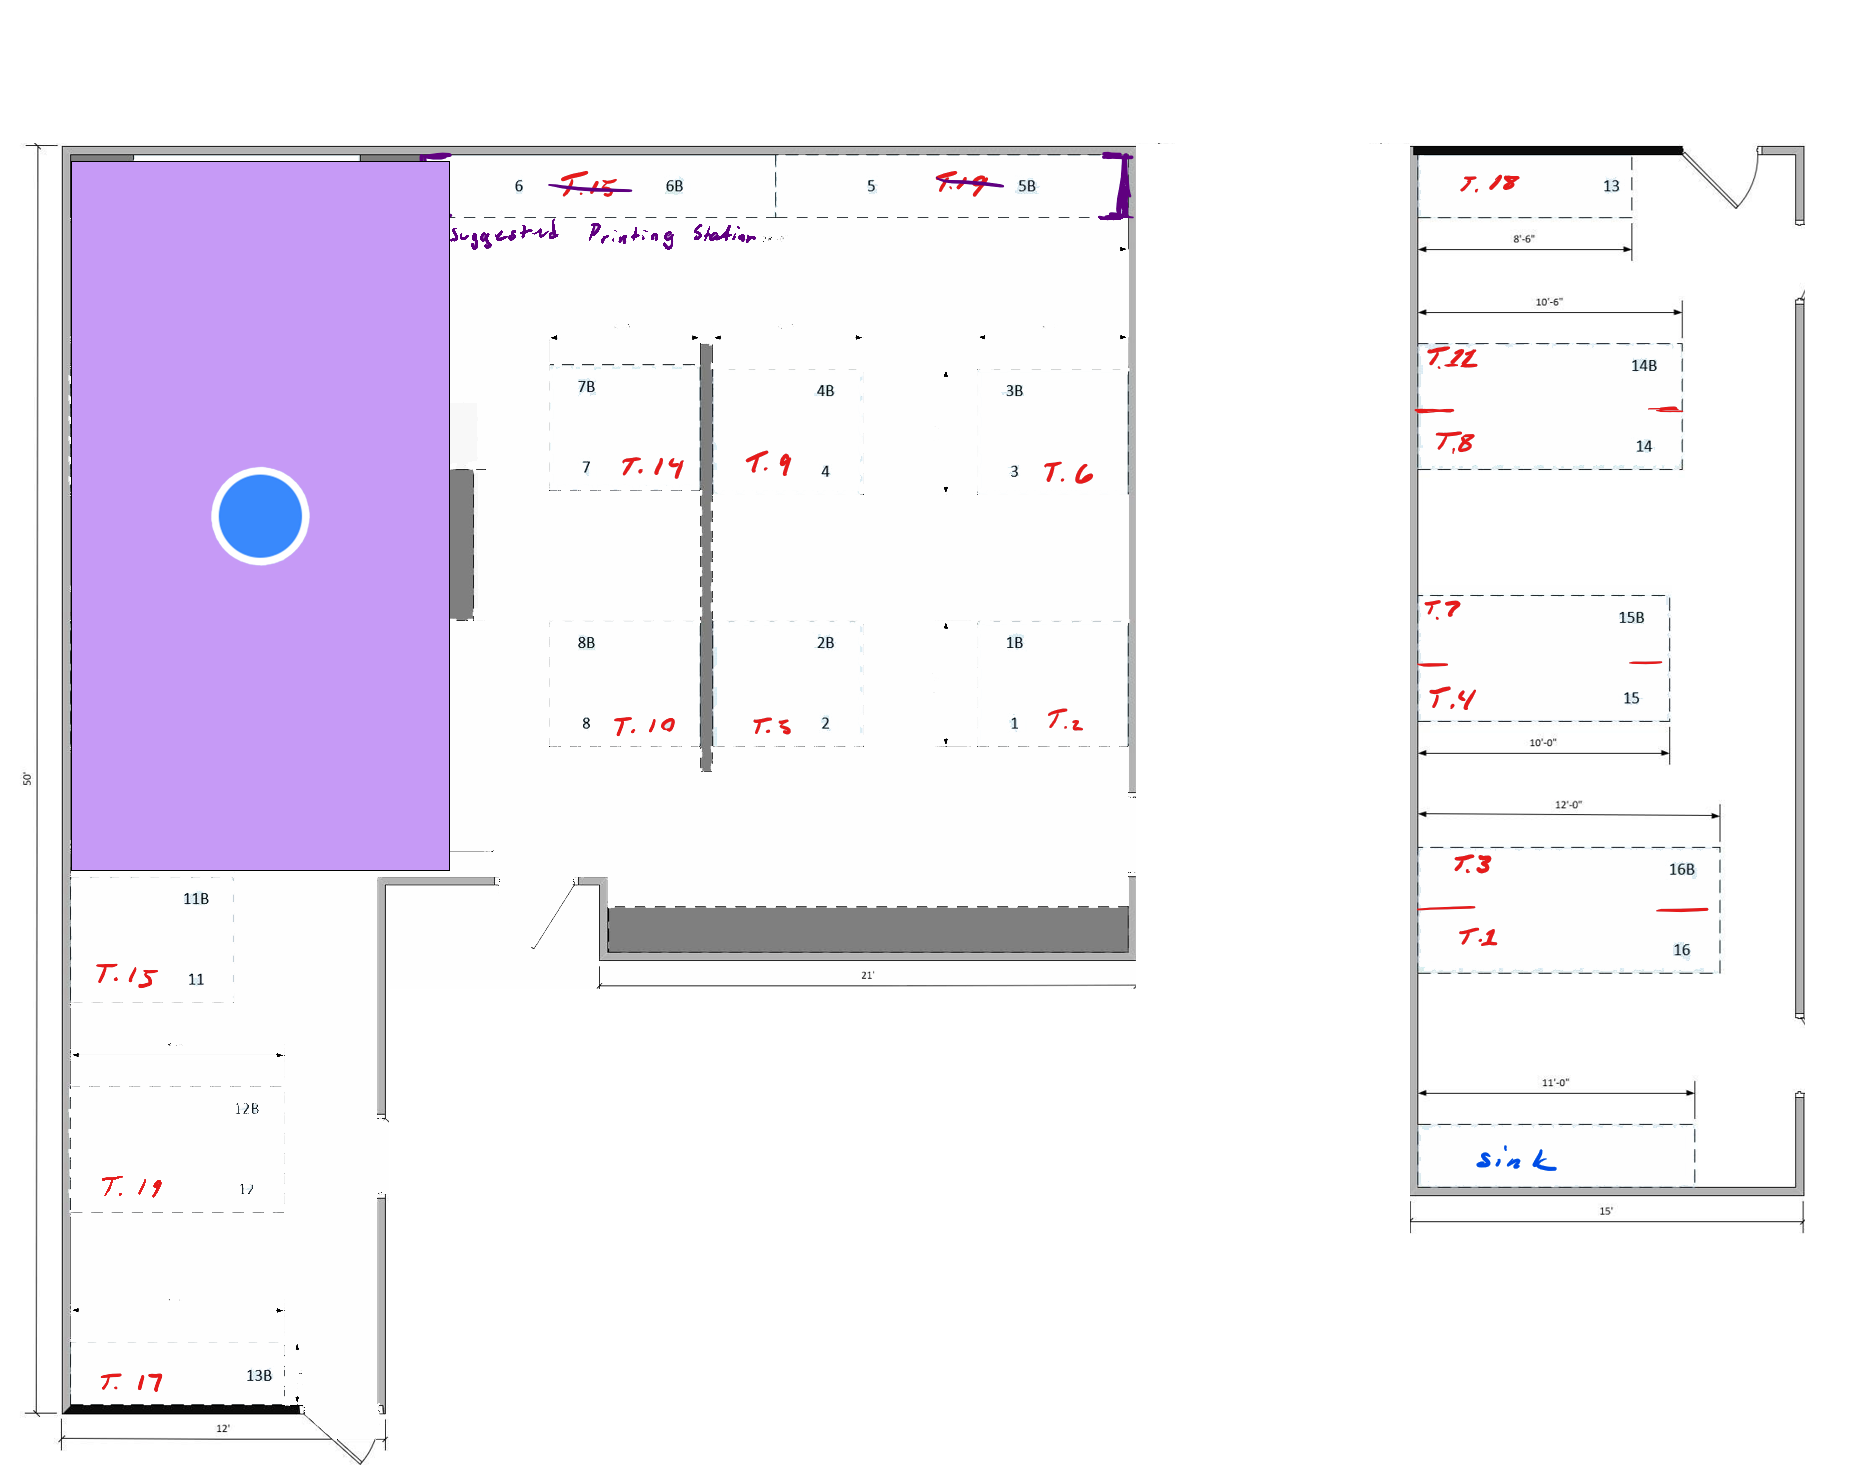 6 T.15 6B 5 T.19 5B
Suggested Printing Station
7B
7 T.14
4B
T.9 4
3B
3 T.6
8B
8 T.10
2B
T.5 2
1B
1 T.2
50'
11B
T.15 11
12B
T.19 12
T.17 13B
12'
21'
T.18 13
8'-6"
10'-6"
T.11 14B
T.8 14
T.7 15B
T.4 15
10'-0"
12'-0"
T.3 16B
T.1 16
11'-0"
sink
15'